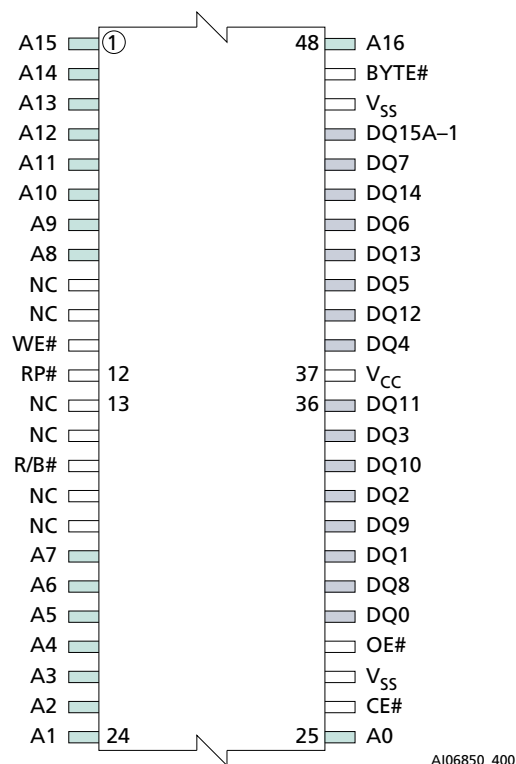 A15 1 48 A16
A14 BYTE#
A13 VSS
A12 DQ15A–1
A11 DQ7
A10 DQ14
A9 DQ6
A8 DQ13
NC DQ5
NC DQ12
WE# DQ4
RP# 12 37 VCC
NC 13 36 DQ11
NC DQ3
R/B# DQ10
NC DQ2
NC DQ9
A7 DQ1
A6 DQ8
A5 DQ0
A4 OE#
A3 VSS
A2 CE#
A1 24 25 A0
AI06850_400